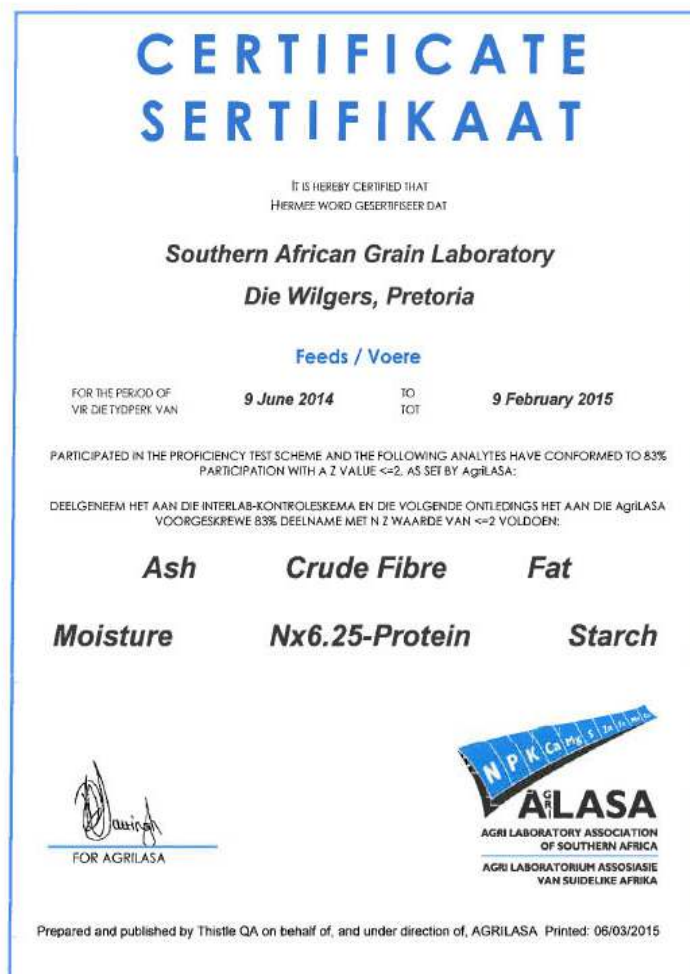 CERTIFICATE
SERTIFIKAAT
IT IS HEREBY CERTIFIED THAT
HIERMEE WORD GESERTIFISEER DAT
Southern African Grain Laboratory
Die Wilgers, Pretoria
Feeds / Voere
FOR THE PERIOD OF
VIR DIE TYDPERK VAN
9 June 2014
TO
TOT
9 February 2015
PARTICIPATED IN THE PROFICIENCY TEST SCHEME AND THE FOLLOWING ANALYTES HAVE CONFORMED TO 83%
PARTICIPATION WITH A Z VALUE <=2, AS SET BY AgriLASA:
DEELGENEEM HET AAN DIE INTERLAB-KONTROLESKEMA EN DIE VOLGENDE ONTLEDINGS HET AAN DIE AgriLASA
VOORGESKREWE 83% DEELNAME MET N Z WAARDE VAN <=2 VOLDOEN:
Ash Crude Fibre Fat
Moisture Nx6.25-Protein Starch
N P K Ca Mg S Zn
AGRILASA
AGRI LABORATORY ASSOCIATION
OF SOUTHERN AFRICA
AGRI LABORATORIUM ASSOSIASIE
VAN SUIDELIKE AFRIKA
FOR AGRILASA
Prepared and published by Thistle QA on behalf of, and under direction of, AGRILASA Printed: 06/03/2015